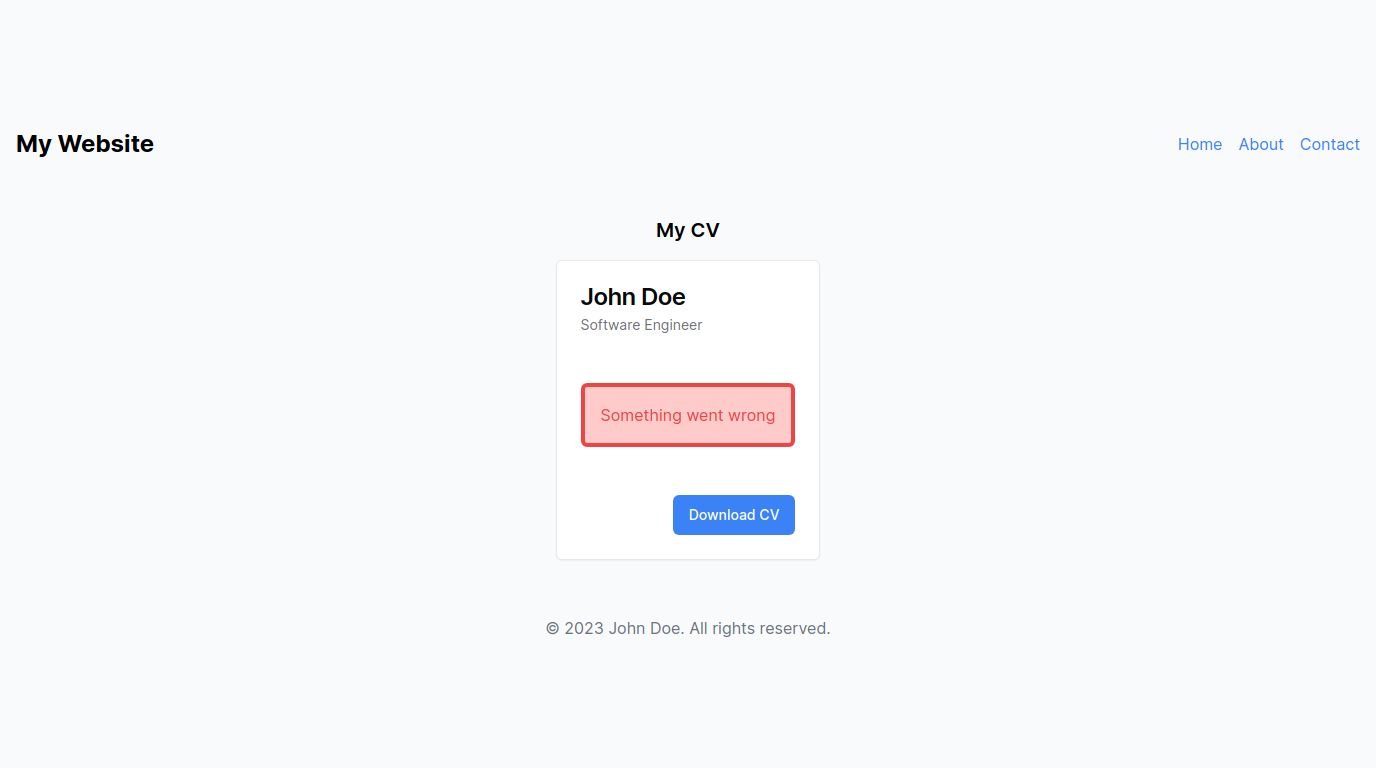 My Website
Home About Contact
My CV
John Doe
Software Engineer
Something went wrong
Download CV
© 2023 John Doe. All rights reserved.